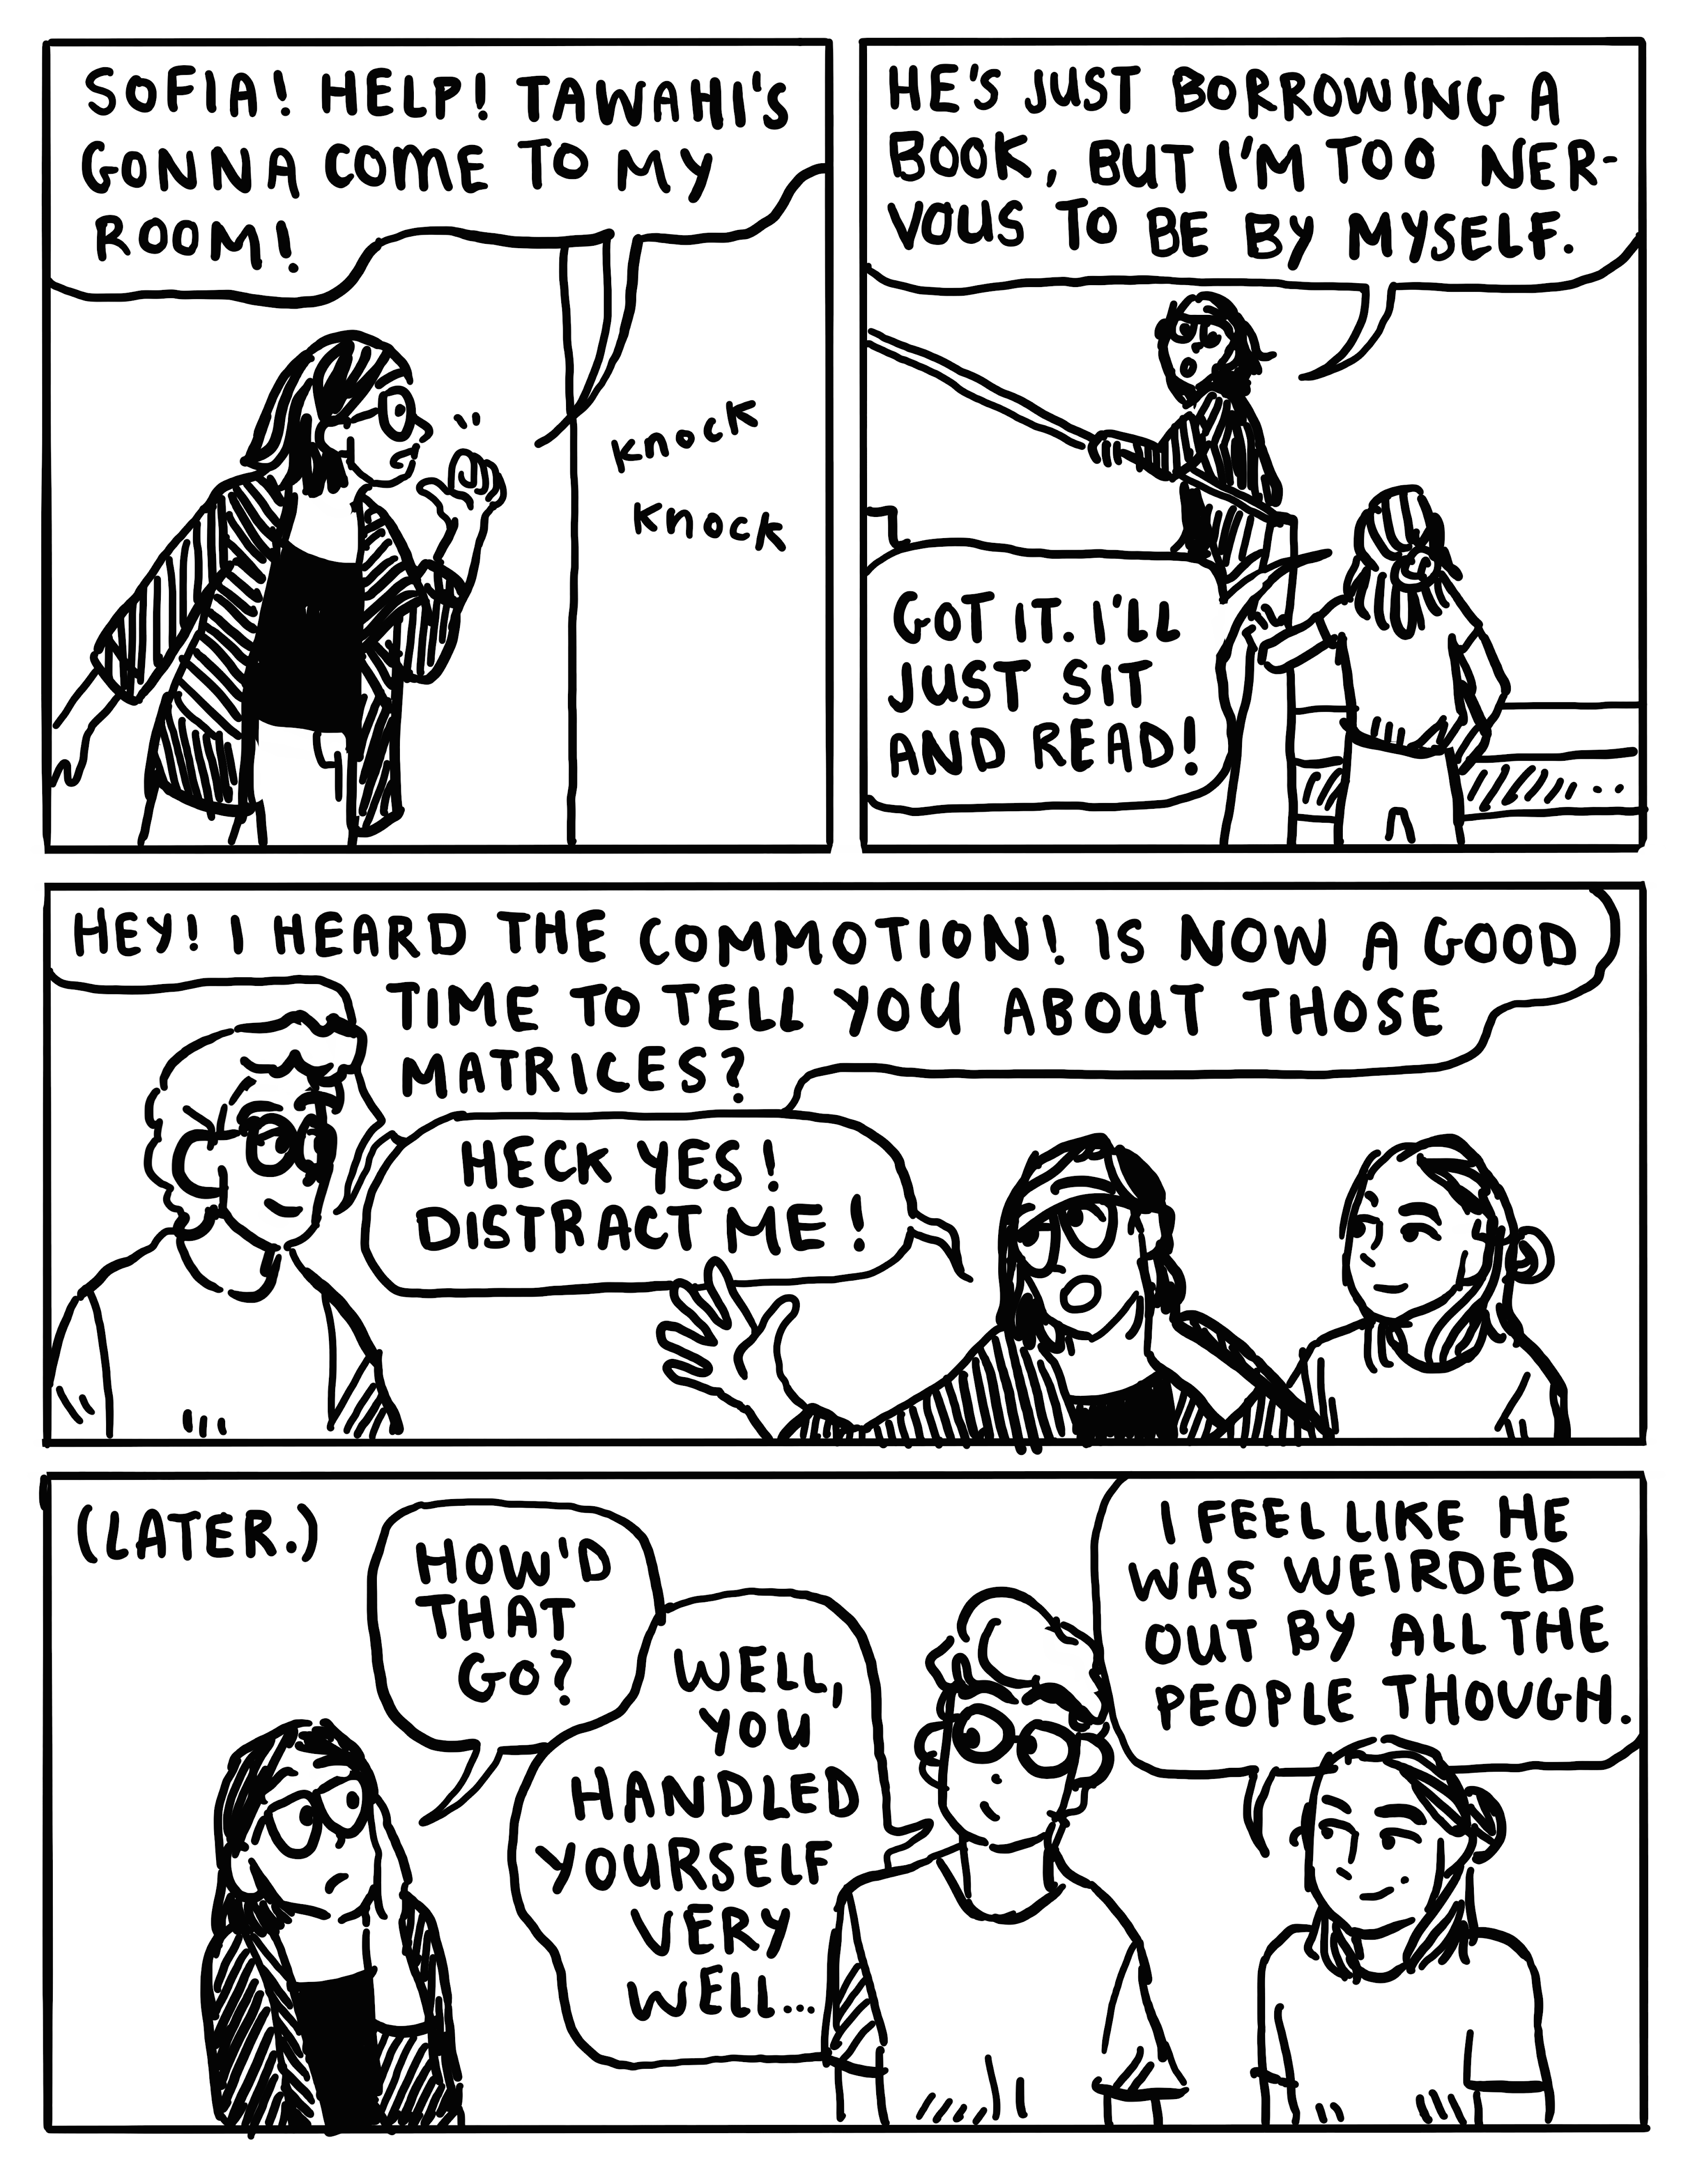 SOFIA! HELP! TAWAHI'S
GONNA COME TO MY
ROOM!
KNOCK
KNOCK
HE'S JUST BORROWING A
BOOK, BUT I'M TOO NER-
VOUS TO BE BY MYSELF.
GOT IT. I'LL
JUST SIT
AND READ!
HEY! I HEARD THE COMMOTION! IS NOW A GOOD
TIME TO TELL YOU ABOUT THOSE
MATRICES?
HECK YES!
DISTRACT ME!
(LATER.)
HOW'D
THAT
GO?
WELL,
YOU
HANDLED
YOURSELF
VERY
WELL...
I FEEL LIKE HE
WAS WEIRDED
OUT BY ALL THE
PEOPLE THOUGH.